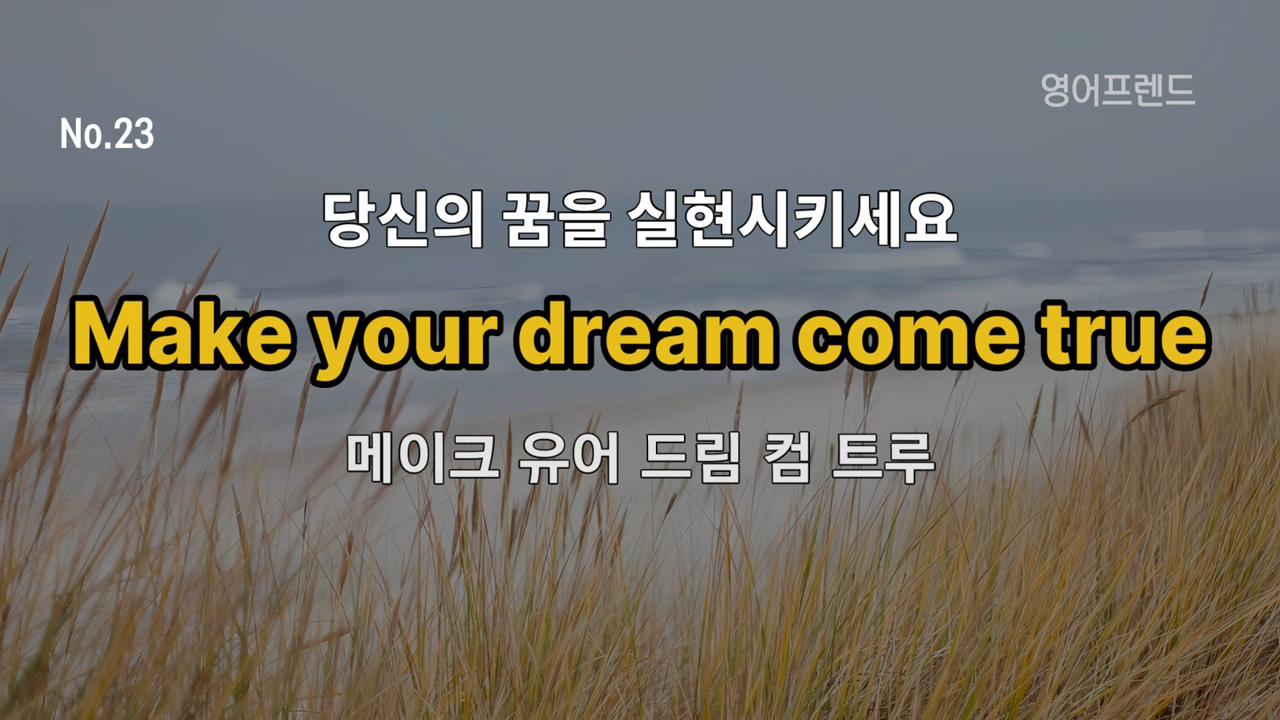 영어프렌드
No.23
당신의 꿈을 실현시키세요
Make your dream come true
메이크 유어 드림 컴 트루